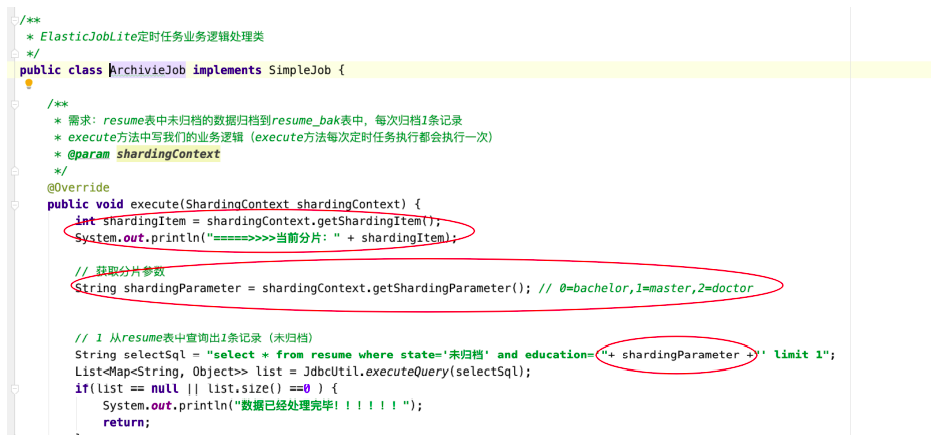 /**
 * ElasticJobLite定时任务业务逻辑处理类
 */
public class ArchivieJob implements SimpleJob {
/**
 * 需求：resume表中未归档的数据归档到resume_bak表中，每次归档1条记录
 * execute方法中写我们的业务逻辑（execute方法每次定时任务执行都会执行一次）
 * @param shardingContext
 */
@Override
public void execute(ShardingContext shardingContext) {
int shardingItem = shardingContext.getShardingItem();
System.out.println("=====>>>>当前分片：" + shardingItem);
// 获取分片参数
String shardingParameter = shardingContext.getShardingParameter(); // 0=bachelor,1=master,2=doctor
// 1 从resume表中查询出1条记录（未归档）
String selectSql = "select * from resume where state='未归档' and education='"+ shardingParameter +"' limit 1";
List<Map<String, Object>> list = JdbcUtil.executeQuery(selectSql);
if(list == null || list.size() ==0 ) {
System.out.println("数据已经处理完毕！！！！！！");
return;